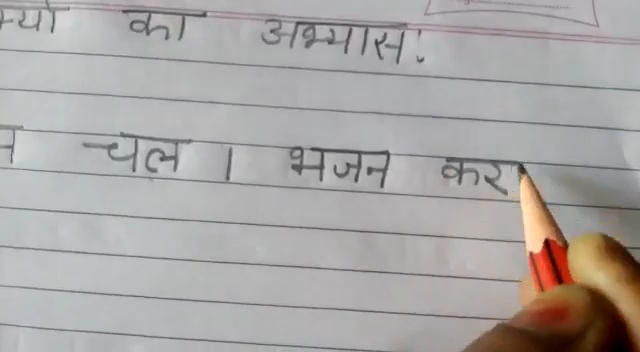 का अभ्यास:
चल । भजन कर